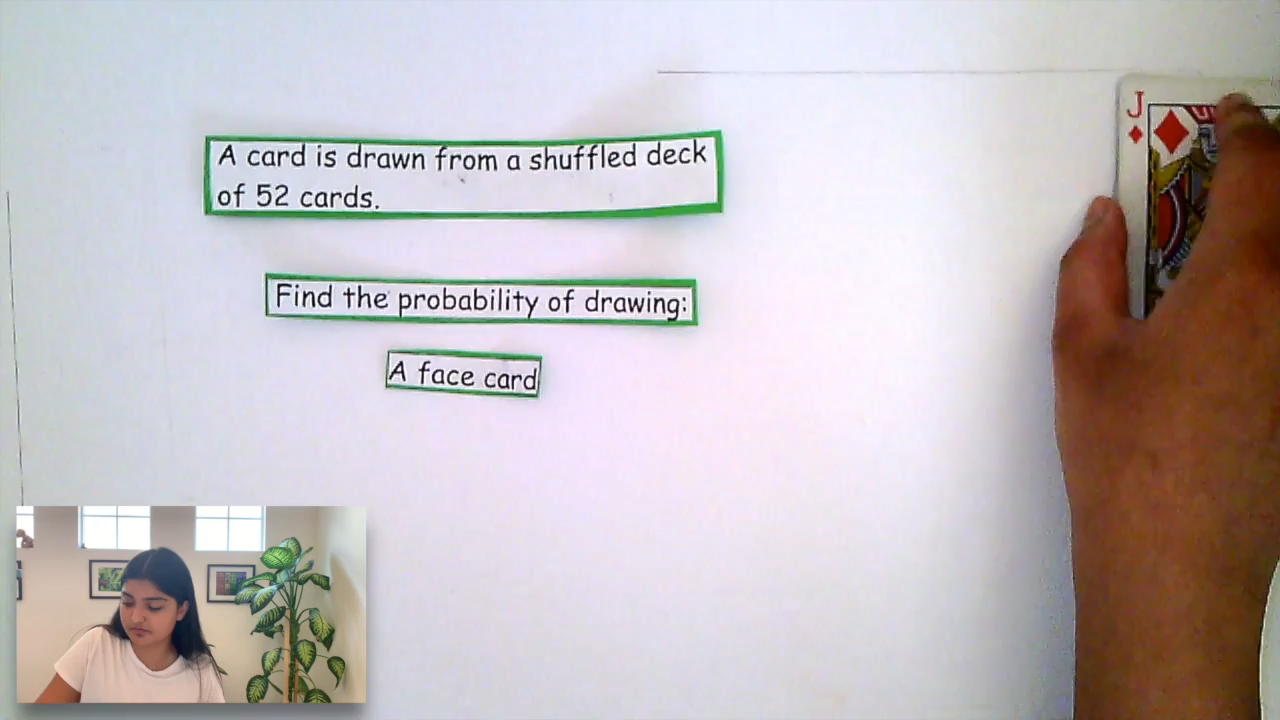 A card is drawn from a shuffled deck
of 52 cards.
Find the probability of drawing:
A face card
J